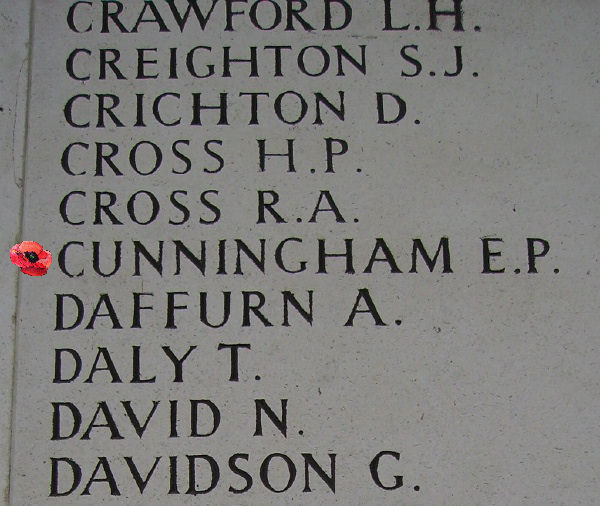 CRAWFORD L.H.
CREIGHTON S.J.
CRICHTON D.
CROSS H.P.
CROSS R.A.
CUNNINGHAM E.P.
DAFFURN A.
DALY T.
DAVID N.
DAVIDSON G.